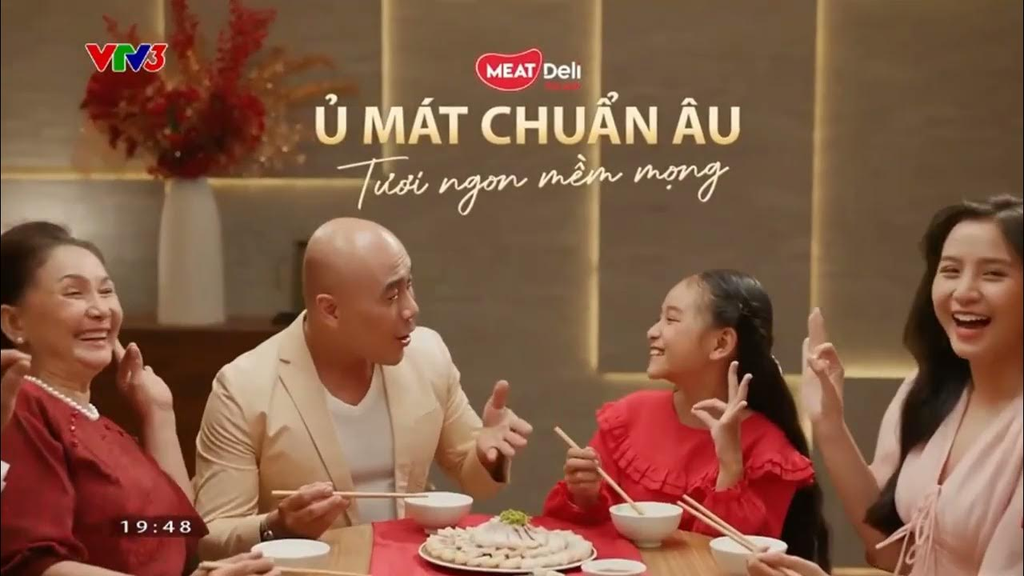 VTV3
MEAT Deli
Ủ MÁT CHUẨN ÂU
Tươi ngon mềm mọng
19:48